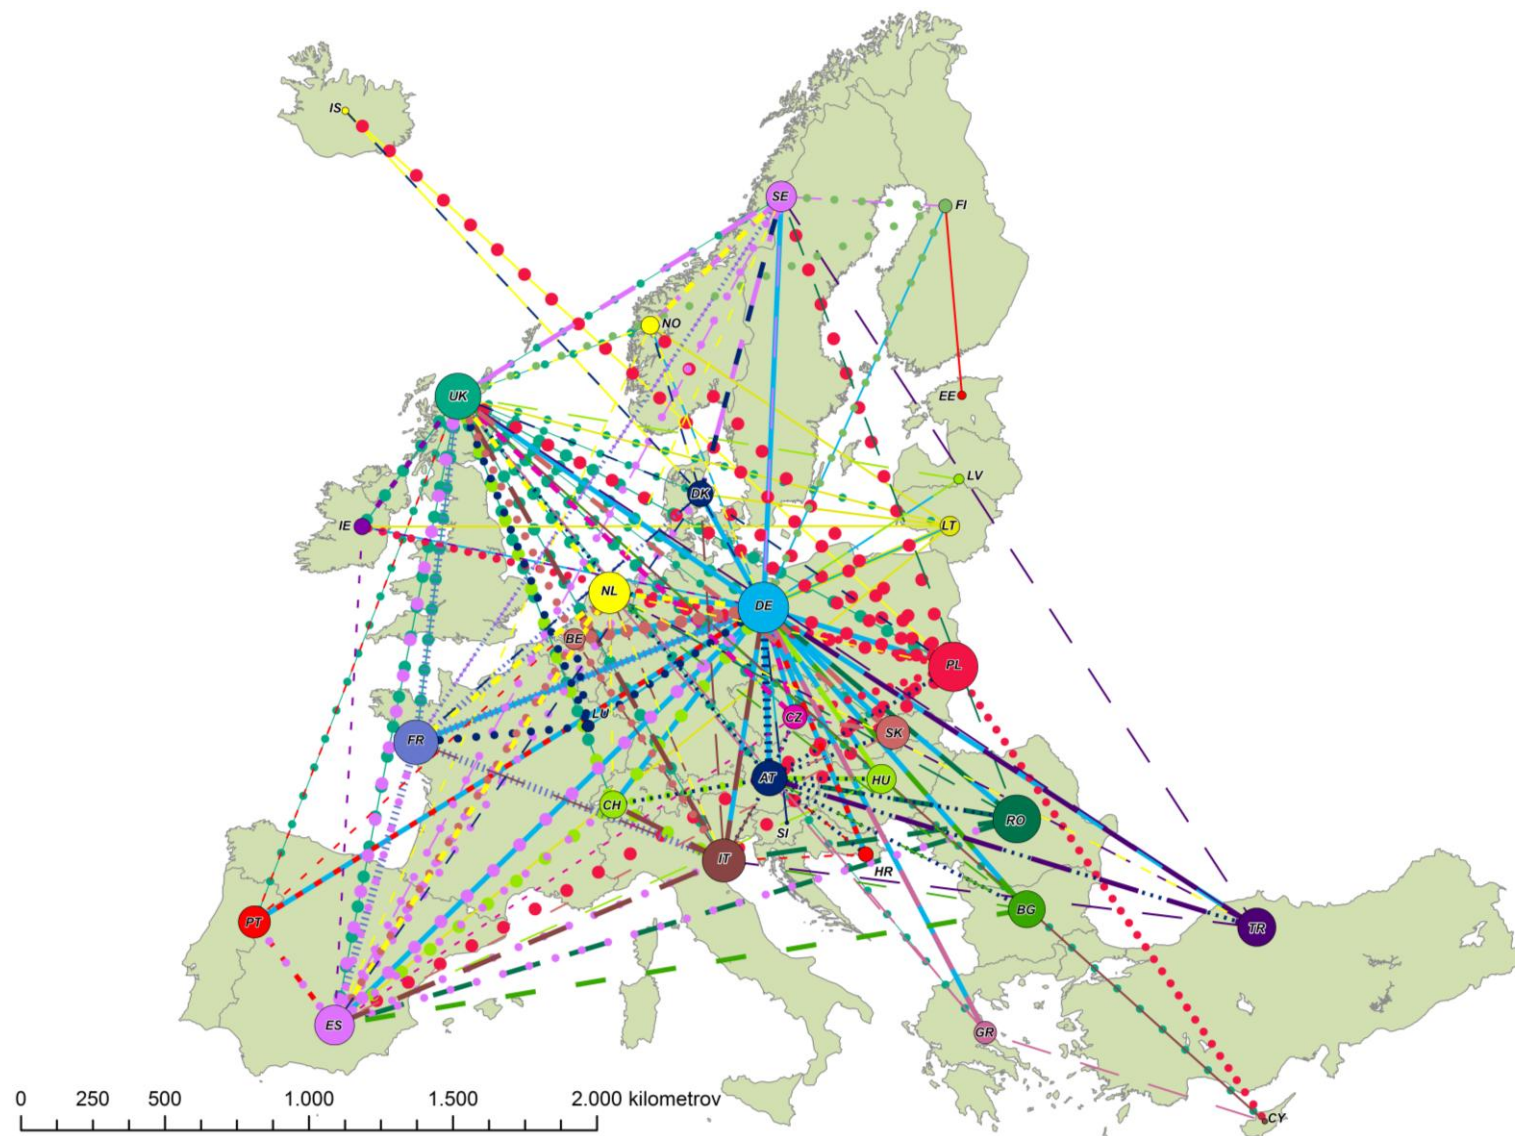 IS
SE
FI
NO
UK
EE
LV
DK
IE
LT
NL
DE
BE
PL
LU
CZ
FR
SK
AT
HU
CH
RO
SI
IT
HR
PT
BG
TR
ES
GR
0 250 500 1.000 1.500 2.000 kilometrov
CY